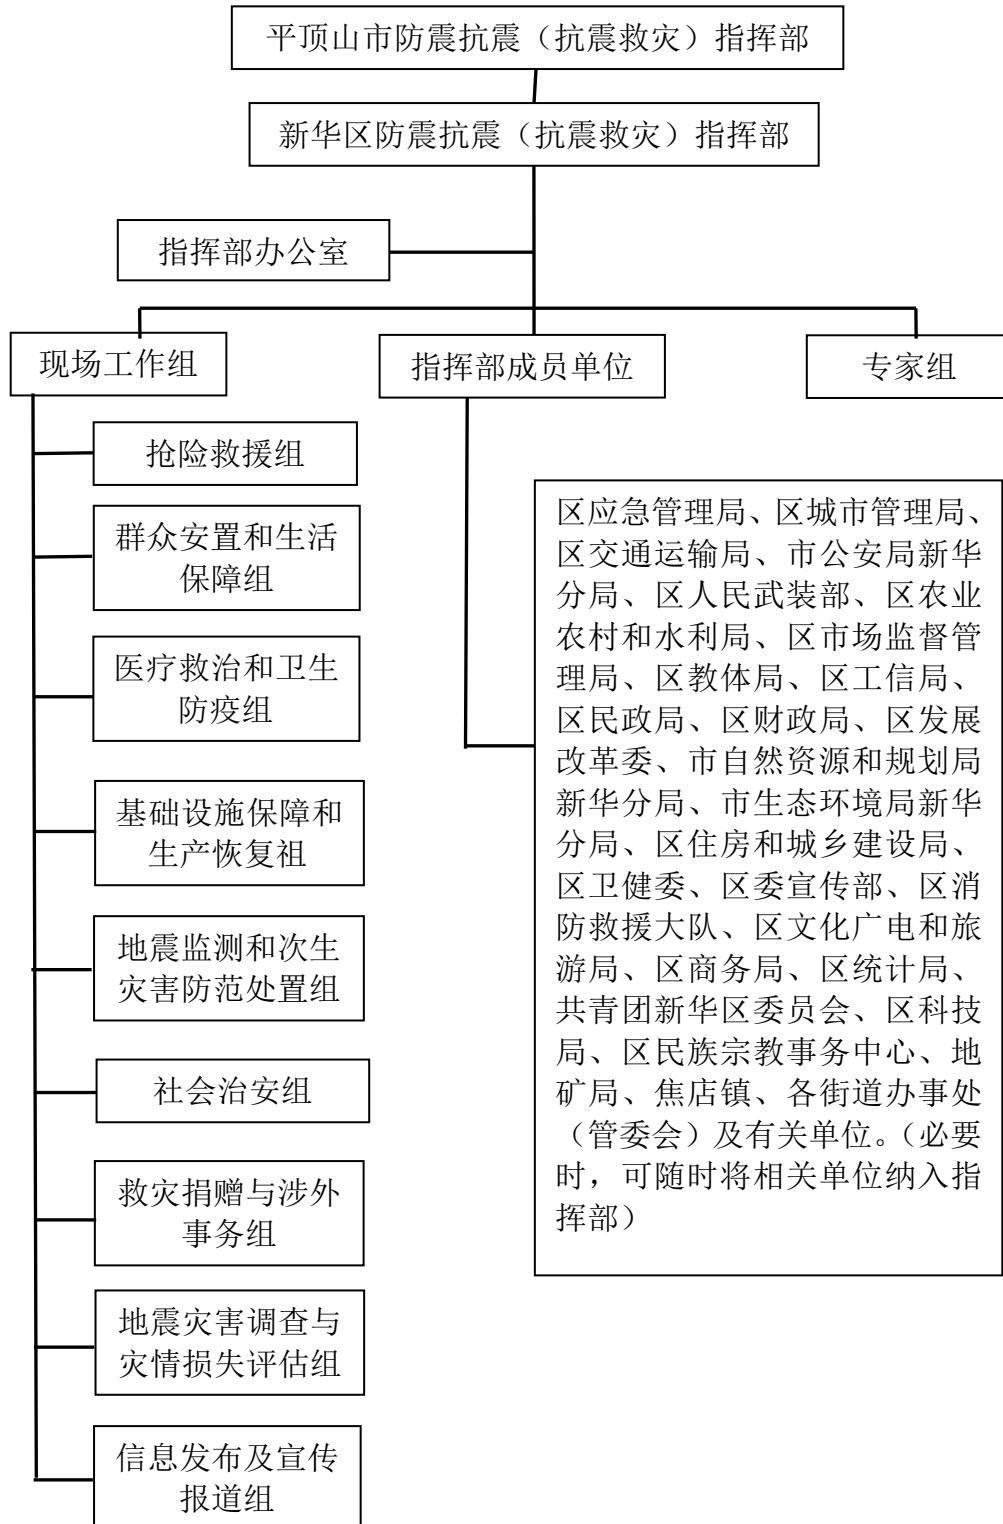 平顶山市防震抗震（抗震救灾）指挥部
新华区防震抗震（抗震救灾）指挥部
指挥部办公室
现场工作组
指挥部成员单位
专家组
抢险救援组
群众安置和生活
保障组
医疗救治和卫生
防疫组
基础设施保障和
生产恢复祖
地震监测和次生
灾害防范处置组
社会治安组
救灾捐赠与涉外
事务组
地震灾害调查与
灾情损失评估组
信息发布及宣传
报道组
区应急管理局、区城市管理局、
区交通运输局、市公安局新华
分局、区人民武装部、区农业
农村和水利局、区市场监督管
理局、区教体局、区工信局、
区民政局、区财政局、区发展
改革委、市自然资源和规划局
新华分局、市生态环境局新华
分局、区住房和城乡建设局、
区卫健委、区委宣传部、区消
防救援大队、区文化广电和旅
游局、区商务局、区统计局、
共青团新华区委员会、区科技
局、区民族宗教事务中心、地
矿局、焦店镇、各街道办事处
（管委会）及有关单位。（必要
时，可随时将相关单位纳入指
挥部）